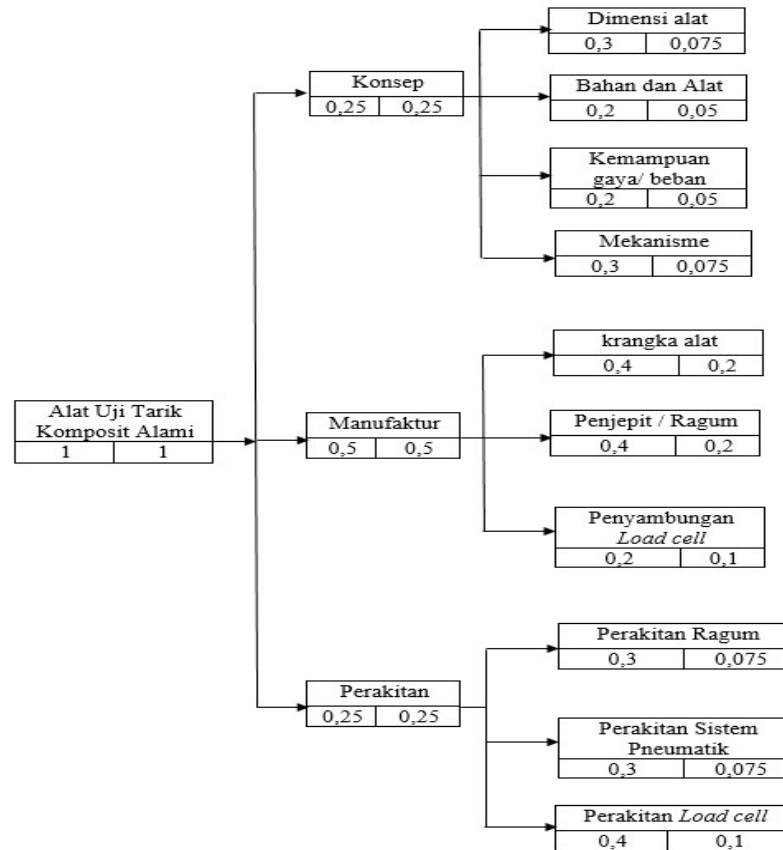 Dimensi alat
0,3 0,075
Konsep
0,25 0,25
Bahan dan Alat
0,2 0,05
Kemampuan
gaya/ beban
0,2 0,05
Mekanisme
0,3 0,075
Alat Uji Tarik
Komposit Alami
1 1
Manufaktur
0,5 0,5
krangka alat
0,4 0,2
Penjepit / Ragum
0,4 0,2
Penyambungan
Load cell
0,2 0,1
Perakitan
0,25 0,25
Perakitan Ragum
0,3 0,075
Perakitan Sistem
Pneumatik
0,3 0,075
Perakitan Load cell
0,4 0,1